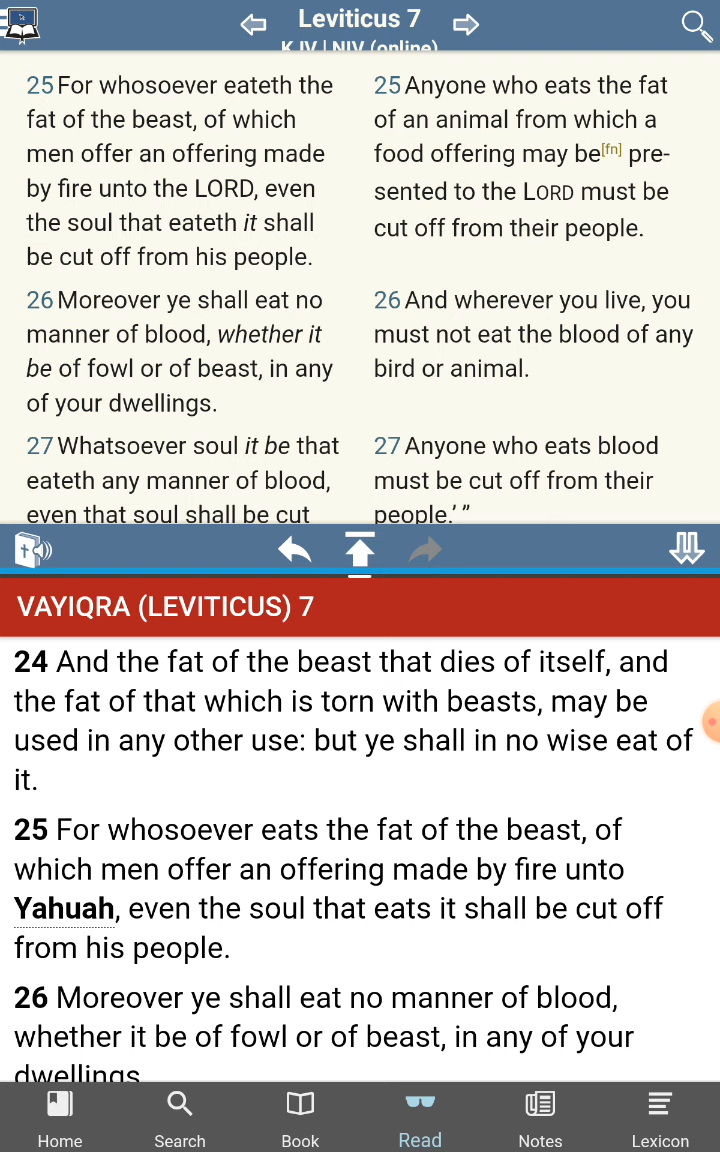 Leviticus 7
KJV | NIV (online)
25 For whosoever eateth the
fat of the beast, of which
men offer an offering made
by fire unto the LORD, even
the soul that eateth it shall
be cut off from his people.
25 Anyone who eats the fat
of an animal from which a
food offering may be[fn] pre-
sented to the LORD must be
cut off from their people.
26 Moreover ye shall eat no
manner of blood, whether it
be of fowl or of beast, in any
of your dwellings.
26 And wherever you live, you
must not eat the blood of any
bird or animal.
27 Whatsoever soul it be that
eateth any manner of blood,
even that soul shall be cut
27 Anyone who eats blood
must be cut off from their
people.’ ”
VAYIQRA (LEVITICUS) 7
24 And the fat of the beast that dies of itself, and
the fat of that which is torn with beasts, may be
used in any other use: but ye shall in no wise eat of
it.
25 For whosoever eats the fat of the beast, of
which men offer an offering made by fire unto
Yahuah, even the soul that eats it shall be cut off
from his people.
26 Moreover ye shall eat no manner of blood,
whether it be of fowl or of beast, in any of your
dwellings
Home
Search
Book
Read
Notes
Lexicon